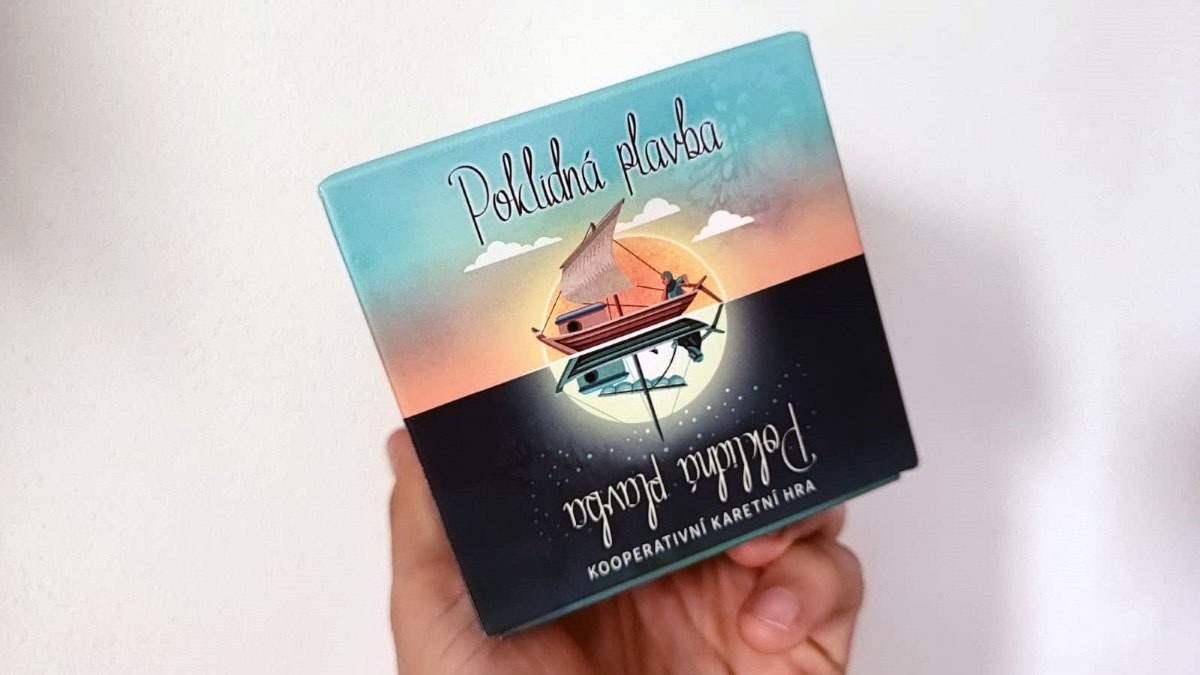 Poklidná plavba
Poklidná plavba
KOOPERATIVNÍ KARETNÍ HRA